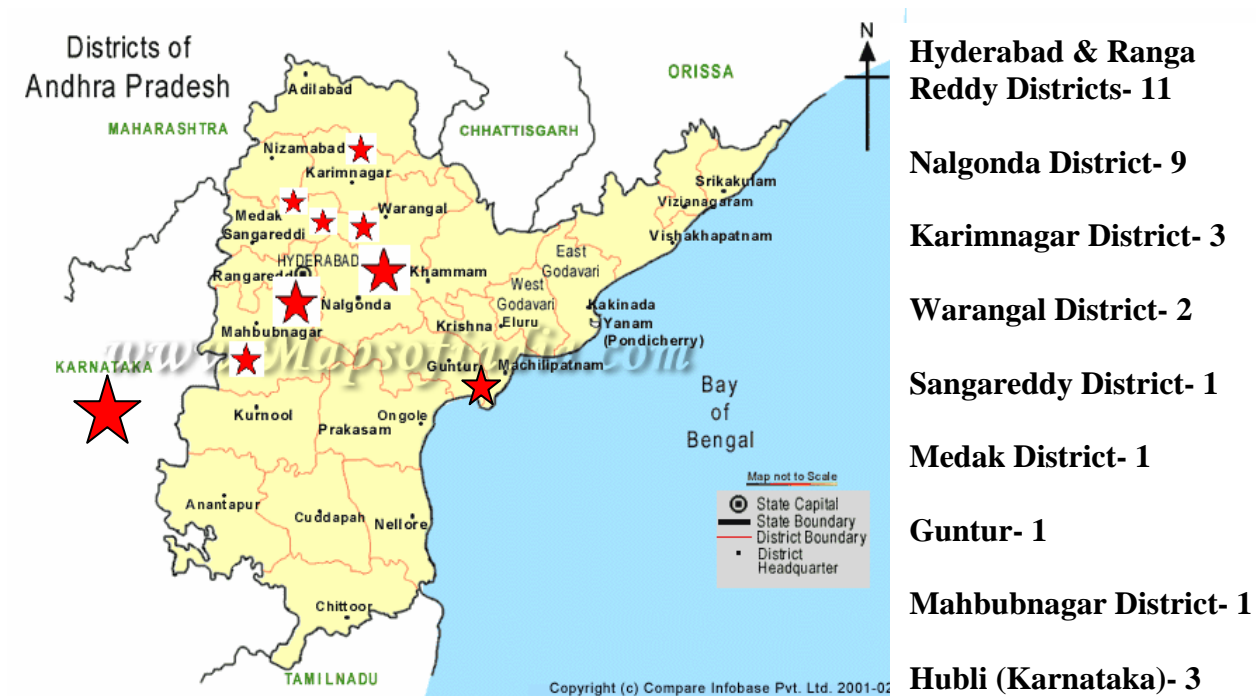 Districts of
Andhra Pradesh
N
ORISSA
Adilabad
MAHARASHTRA
CHHATTISGARH
Nizamabad
Karimnagar
Srikakulam
Vizianagaram
Medak
Warangal
Sangareddi
Vishakhapatnam
East
Godavari
HYDERABAD
Rangaredd
Khammam
West
Godavari
Nalgonda
Kakinada
Krishna
Eluru
Yanam
(Pondicherry)
Mahbubnagar
www.Mapsofindia.com
KARNATAKA
Guntur
Machilipatnam
Bay
of
Bengal
Kurnool
Ongole
Prakasam
Anantapur
Cuddapah
Nellore
Map not to Scale
State Capital
State Boundary
District Boundary
District
Headquarter
Chittoor
TAMILNADU
Copyright (c) Compare Infobase Pvt. Ltd. 2001-02
Hyderabad & Ranga
Reddy Districts- 11
Nalgonda District- 9
Karimnagar District- 3
Warangal District- 2
Sangareddy District- 1
Medak District- 1
Guntur- 1
Mahbubnagar District- 1
Hubli (Karnataka)- 3